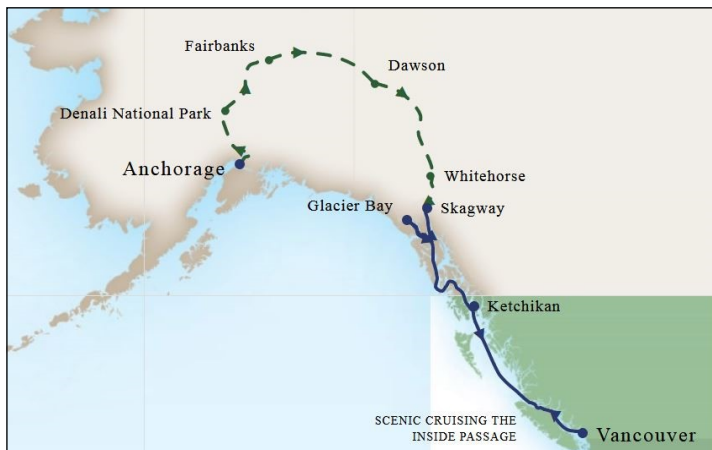 Fairbanks
Dawson
Denali National Park
Anchorage
Whitehorse
Glacier Bay
Skagway
Ketchikan
SCENIC CRUISING THE
INSIDE PASSAGE
Vancouver